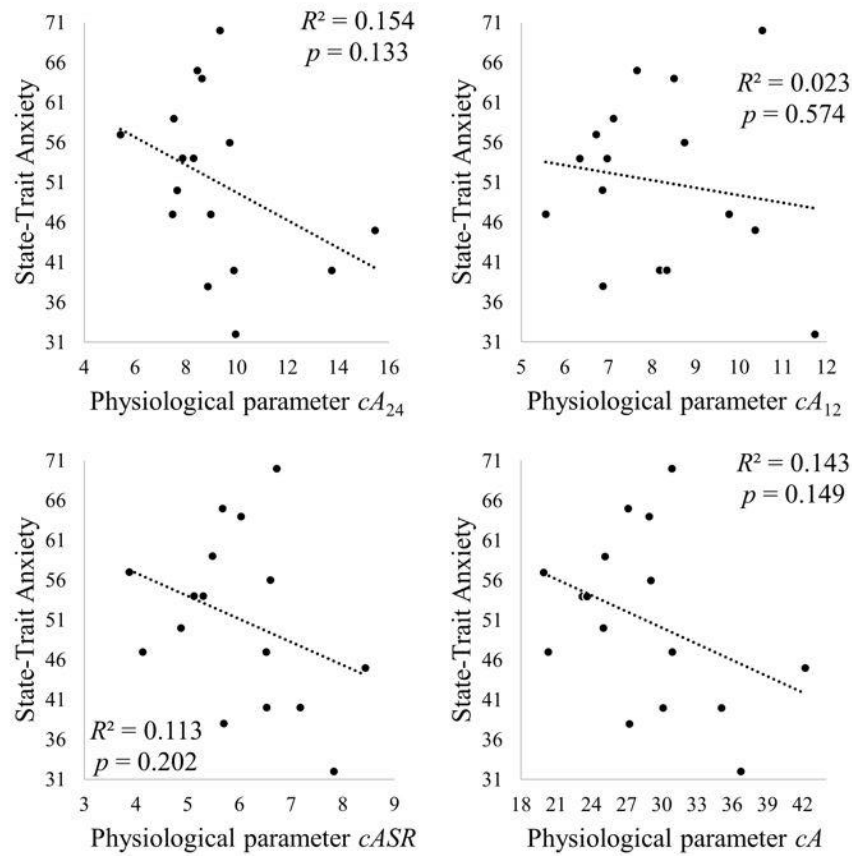 R² = 0.154
p = 0.133
State-Trait Anxiety
71
66
61
56
51
46
41
36
31
4 6 8 10 12 14 16
Physiological parameter cA₂₄
R² = 0.023
p = 0.574
State-Trait Anxiety
71
66
61
56
51
46
41
36
31
5 6 7 8 9 10 11 12
Physiological parameter cA₁₂
State-Trait Anxiety
71
66
61
56
51
46
41
36
31
R² = 0.113
p = 0.202
3 4 5 6 7 8 9
Physiological parameter cASR
R² = 0.143
p = 0.149
State-Trait Anxiety
71
66
61
56
51
46
41
36
31
18 21 24 27 30 33 36 39 42
Physiological parameter cA